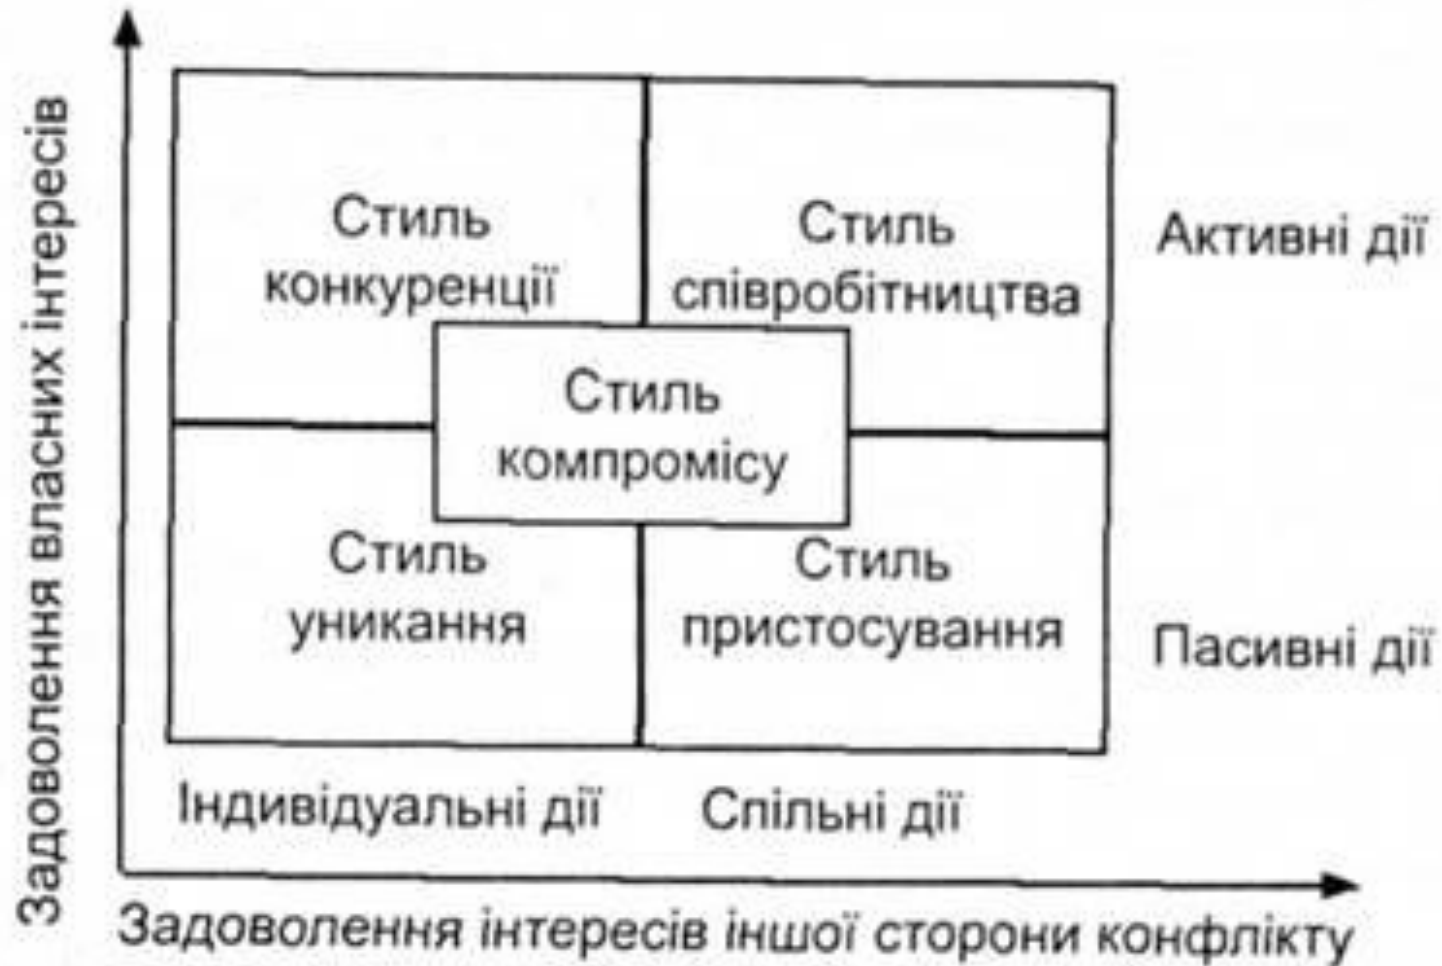 Задоволення власних інтересів
Стиль
конкуренції
Стиль
співробітництва
Активні дії
Стиль
компромісу
Стиль
уникання
Стиль
пристосування
Пасивні дії
Індивідуальні дії
Спільні дії
Задоволення інтересів іншої сторони конфлікту